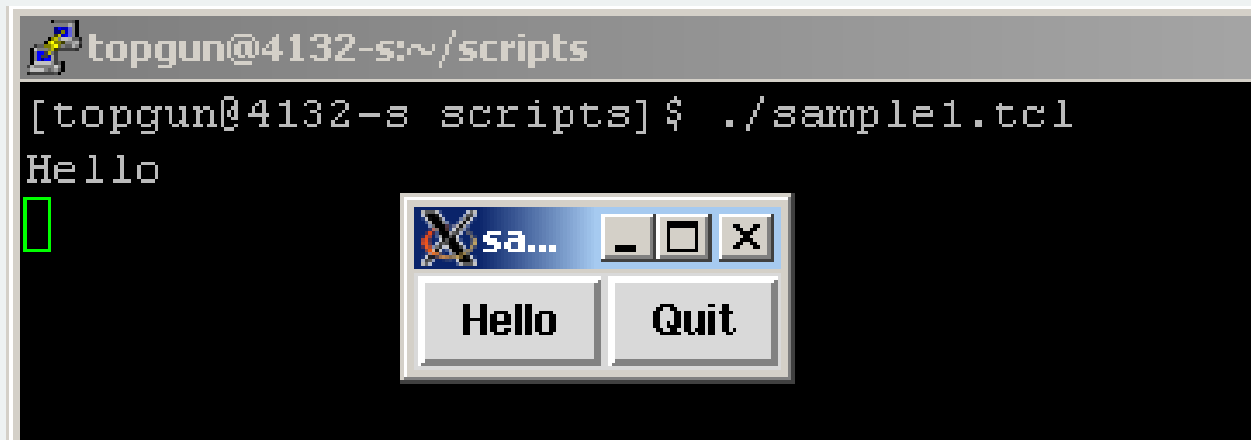 topgun@4132-s:~/scripts
[topgun@4132-s scripts]$ ./sample1.tcl
Hello
sa...
Hello
Quit